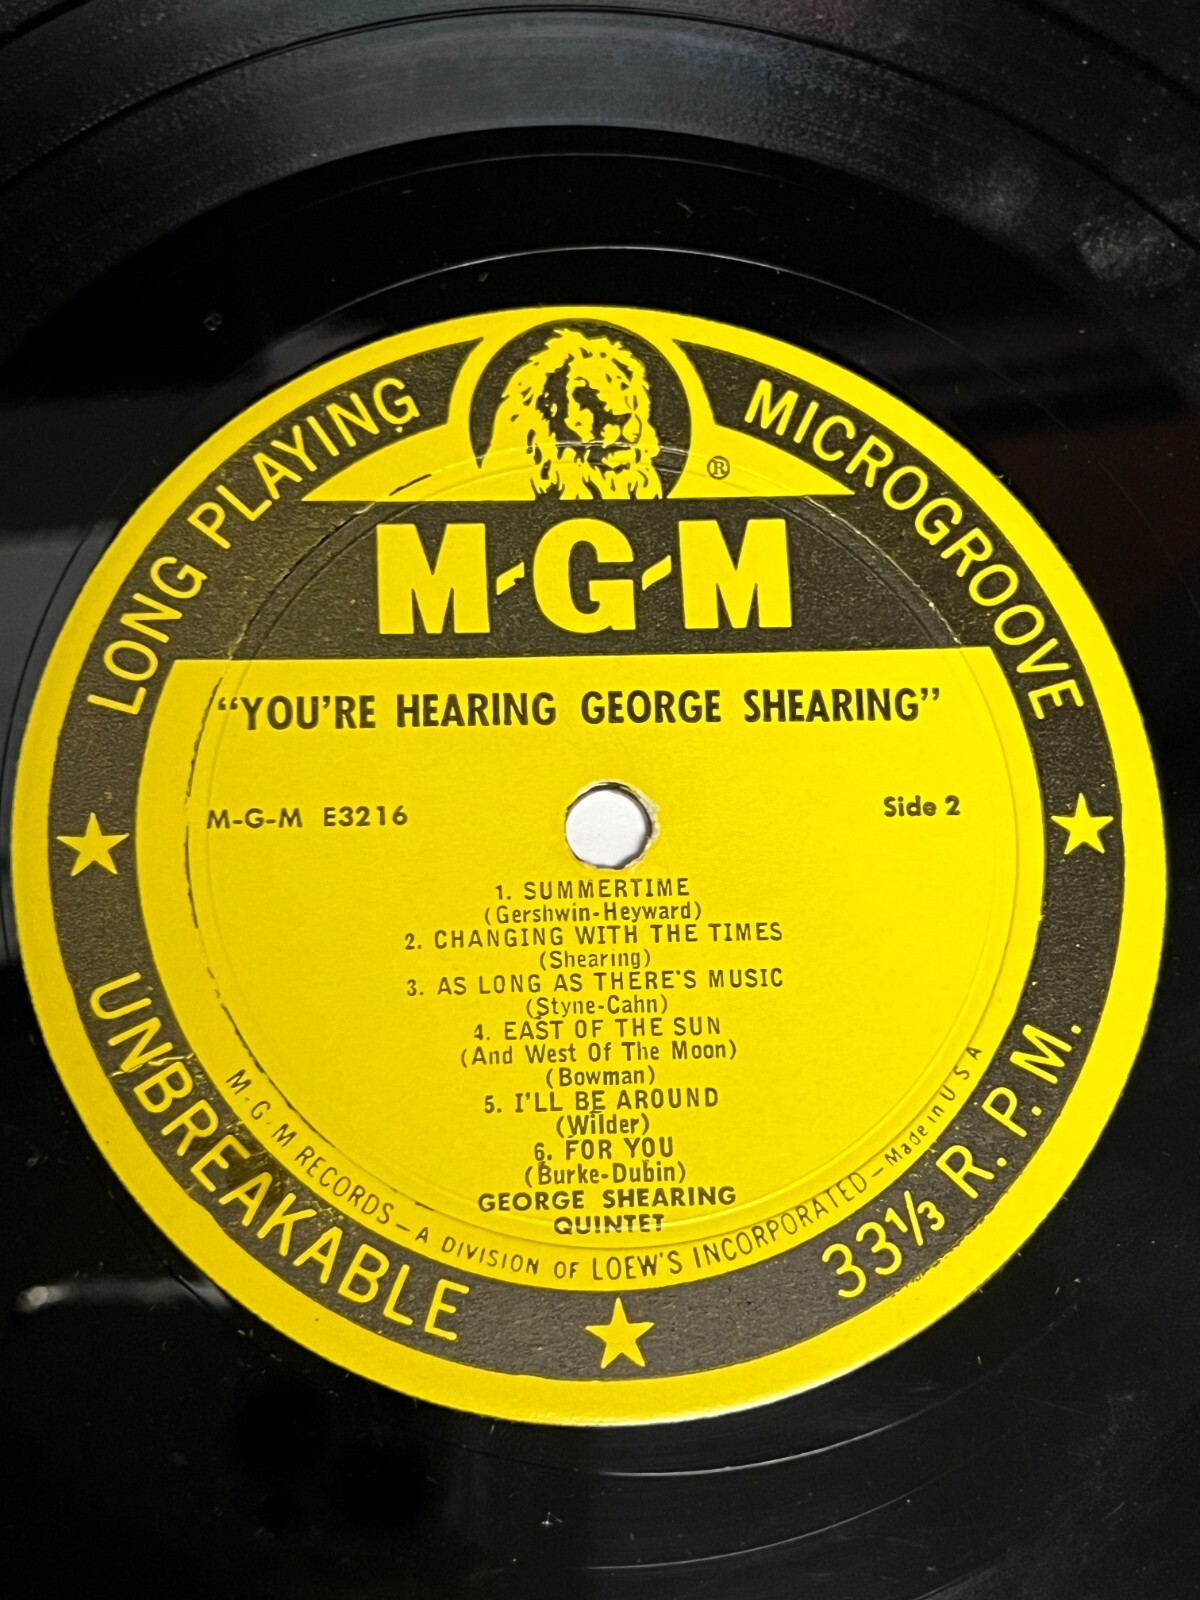 LONG PLAYING
MICROGROOVE
®
M-G-M
“YOU'RE HEARING GEORGE SHEARING”
M-G-M E3216
Side 2
1. SUMMERTIME
(Gershwin-Heyward)
2. CHANGING WITH THE TIMES
(Shearing)
3. AS LONG AS THERE'S MUSIC
(Styne-Cahn)
4. EAST OF THE SUN
(And West Of The Moon)
(Bowman)
5. I'LL BE AROUND
(Wilder)
6. FOR YOU
(Burke-Dubin)
GEORGE SHEARING
QUINTET
M-G-M RECORDS – A DIVISION OF LOEW'S INCORPORATED – Made in U S A
UNBREAKABLE
33⅓ R.P.M.